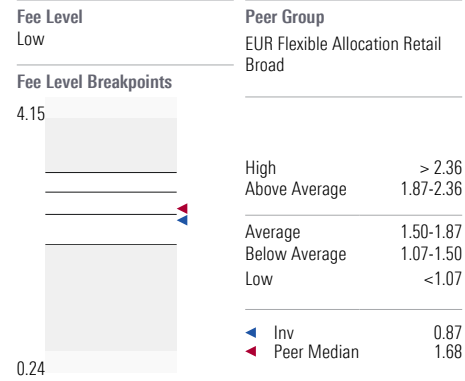 Fee Level
Low
Fee Level Breakpoints
4.15
0.24
Peer Group
EUR Flexible Allocation Retail
Broad
High > 2.36
Above Average 1.87-2.36
Average 1.50-1.87
Below Average 1.07-1.50
Low <1.07
Inv 0.87
Peer Median 1.68